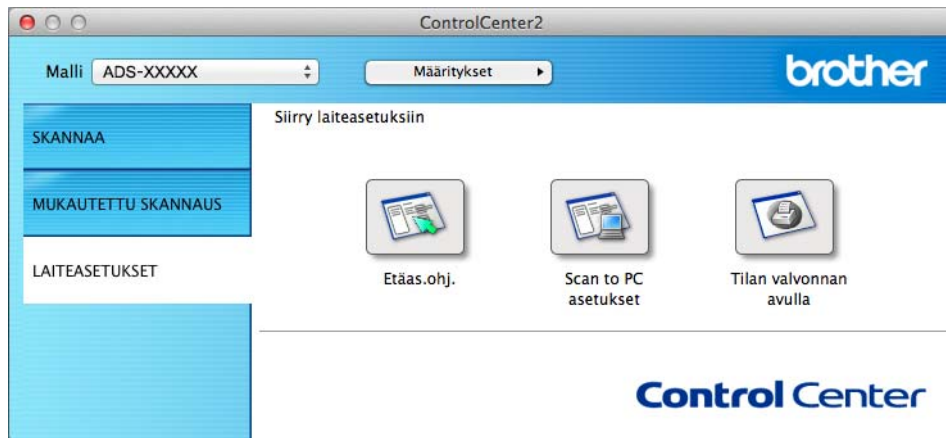 ControlCenter2
Malli ADS-XXXXX Määritykset brother
Siirry laiteasetuksiin
SKANNAA
MUKAUTETTU SKANNAUS
LAITEASETUKSET
Etäas.ohj.
Scan to PC
asetukset
Tilan valvonnan
avulla
Control Center